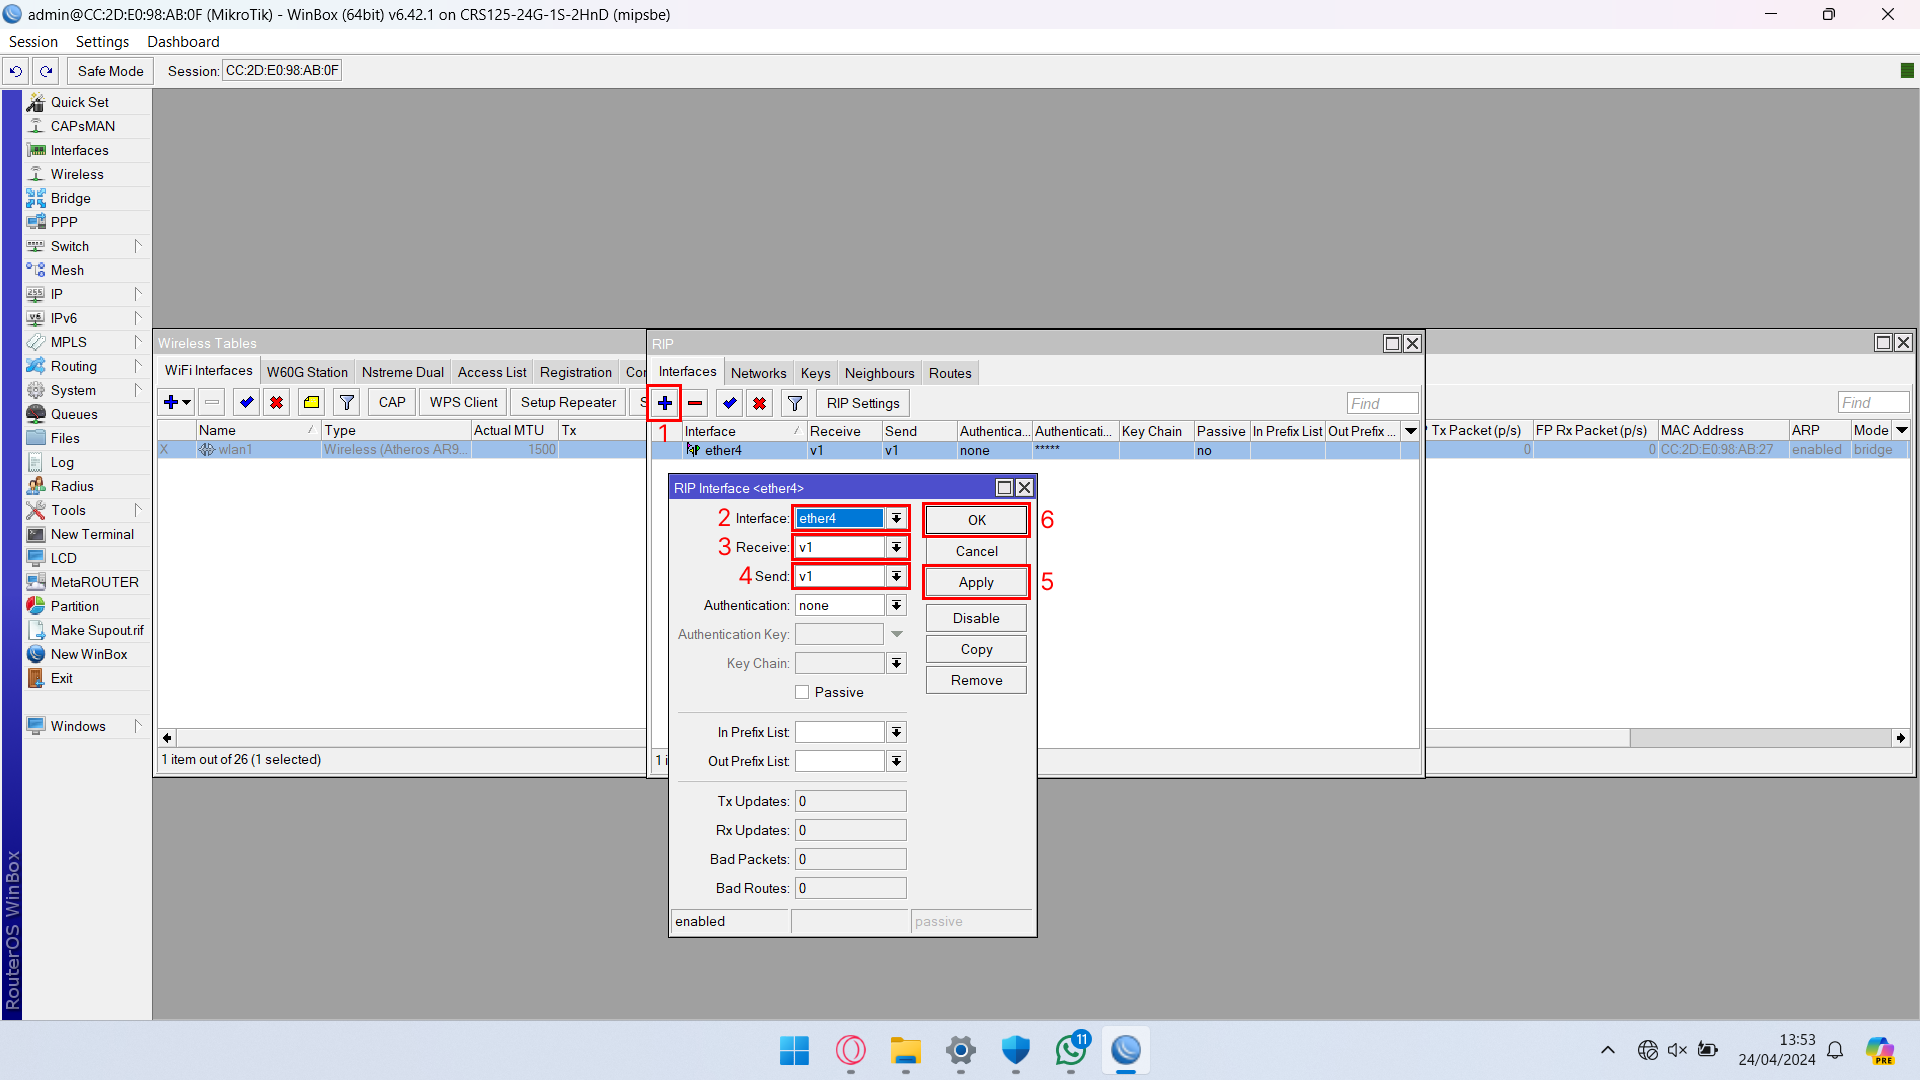 admin@CC:2D:E0:98:AB:0F (MikroTik) - WinBox (64bit) v6.42.1 on CRS125-24G-1S-2HnD (mipsbe)
Session Settings Dashboard
Safe Mode Session: CC:2D:E0:98:AB:0F
Quick Set
CAPsMAN
Interfaces
Wireless
Bridge
PPP
Switch
Mesh
IP
IPv6
MPLS
Routing
System
Queues
Files
Log
Radius
Tools
New Terminal
LCD
MetaROUTER
Partition
Make Supout.rif
New WinBox
Exit
Windows
RouterOS WinBox
Wireless Tables
WiFi Interfaces W60G Station Nstreme Dual Access List Registration Cor
CAP WPS Client Setup Repeater S
Name Type Actual MTU Tx
X wlan1 Wireless (Atheros AR9... 1500
1 item out of 26 (1 selected)
RIP
Interfaces Networks Keys Neighbours Routes
RIP Settings Find
1
Interface Receive Send Authentica... Authenticati... Key Chain Passive In Prefix List Out Prefix ...
ether4 v1 v1 none ***** no
1 i
Find
Tx Packet (p/s) FP Rx Packet (p/s) MAC Address ARP Mode
0 0 CC:2D:E0:98:AB:27 enabled bridge
RIP Interface <ether4>
2 Interface: ether4
3 Receive: v1
4 Send: v1
Authentication: none
Authentication Key:
Key Chain:
Passive
In Prefix List:
Out Prefix List:
Tx Updates: 0
Rx Updates: 0
Bad Packets: 0
Bad Routes: 0
enabled passive
OK 6
Cancel
Apply 5
Disable
Copy
Remove
11
13:53
24/04/2024
PRE